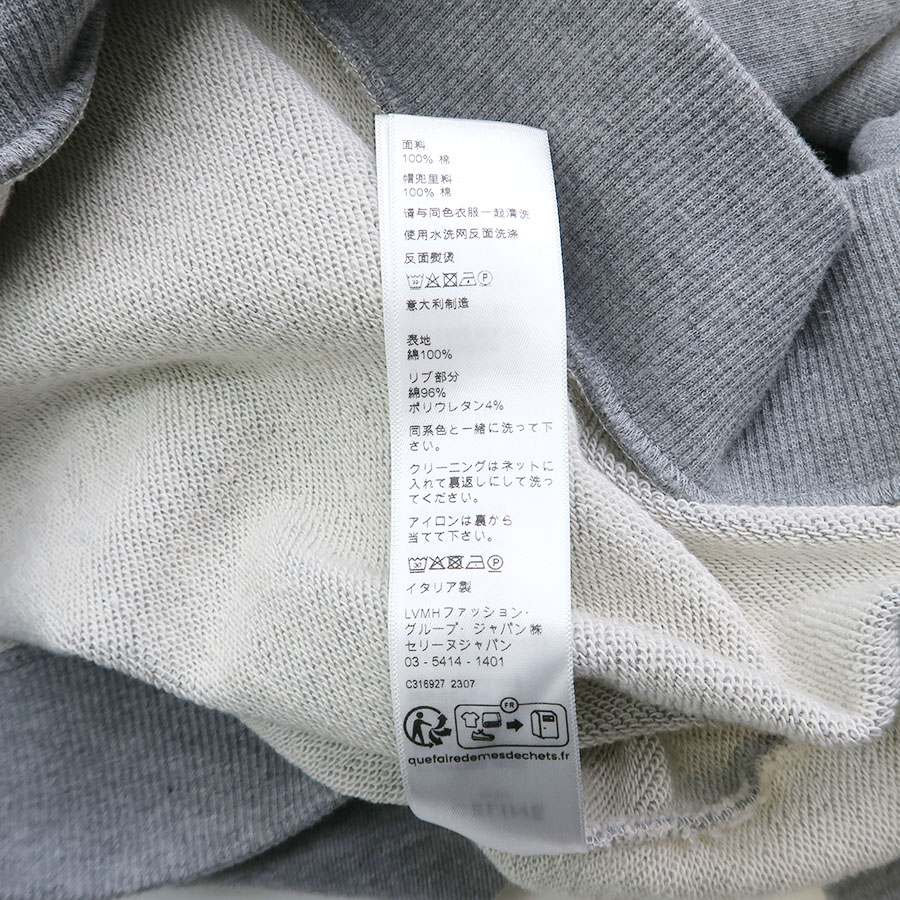 面料
100% 棉
帽兜里料
100% 棉
请与同色衣服一起清洗
使用水洗网反面洗涤
反面熨烫
意大利制造
表地
綿100%
リブ部分
綿96%
ポリウレタン4%
同系色と一緒に洗って下
さい。
クリーニングはネットに
入れて裏返しにして洗っ
てください。
アイロンは裏から
当てて下さい。
イタリア製
LVMHファッション·
グループ· ジャパン㈱
セリーヌジャパン
03 - 5414 - 1401
C316927 2307
FR
quefairedemesdechets.fr